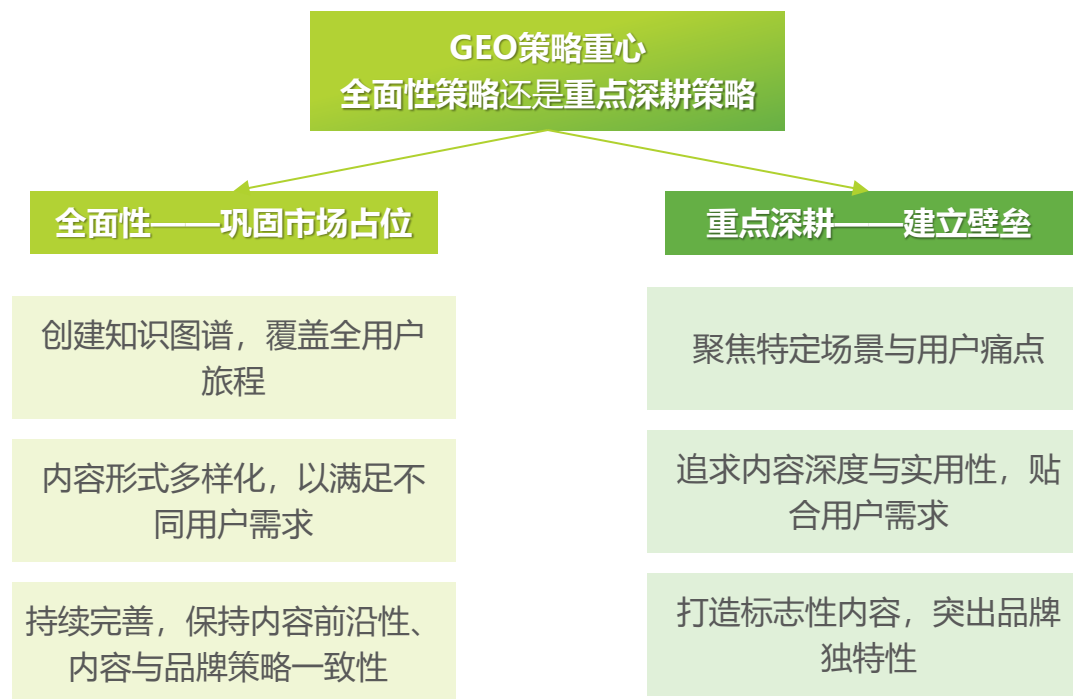 GEO策略重心
全面性策略还是重点深耕策略
全面性——巩固市场占位
创建知识图谱，覆盖全用户
旅程
内容形式多样化，以满足不
同用户需求
持续完善，保持内容前沿性、
内容与品牌策略一致性
重点深耕——建立壁垒
聚焦特定场景与用户痛点
追求内容深度与实用性，贴
合用户需求
打造标志性内容，突出品牌
独特性